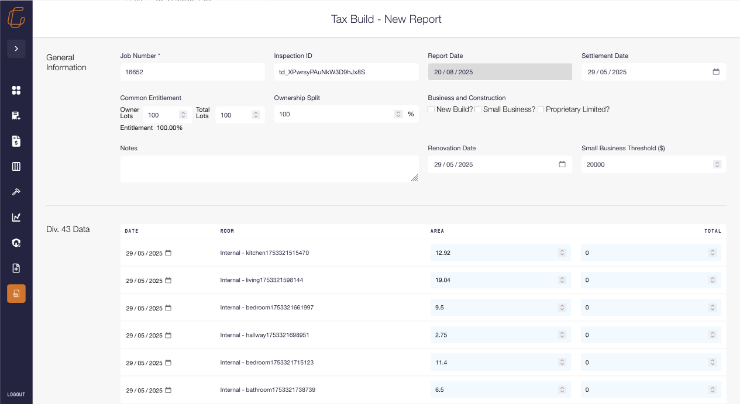 Tax Build - New Report
General Information
Job Number *
16652
Inspection ID
Report Date
20 / 08 / 2025
Settlement Date
29 / 05 / 2025
Common Entitlement
Owner Lots
100
Total Lots
100
Entitlement 100.00%
Ownership Split
100
%
Business and Construction
New Build?
Small Business?
Proprietary Limited?
Notes
Renovation Date
29 / 05 / 2025
Small Business Threshold ($)
20000
Div. 43 Data
DATE ROOM AREA TOTAL
29 / 05 / 2025 Internal - kitchen1753321515470 12.92 0
29 / 05 / 2025 Internal - living1753321598144 19.04 0
29 / 05 / 2025 Internal - bedroom1753321661997 9.5 0
29 / 05 / 2025 Internal - hallway1753321698951 2.75 0
29 / 05 / 2025 Internal - bedroom1753321715123 11.4 0
29 / 05 / 2025 Internal - bathroom1753321738739 6.5 0
LOGOUT